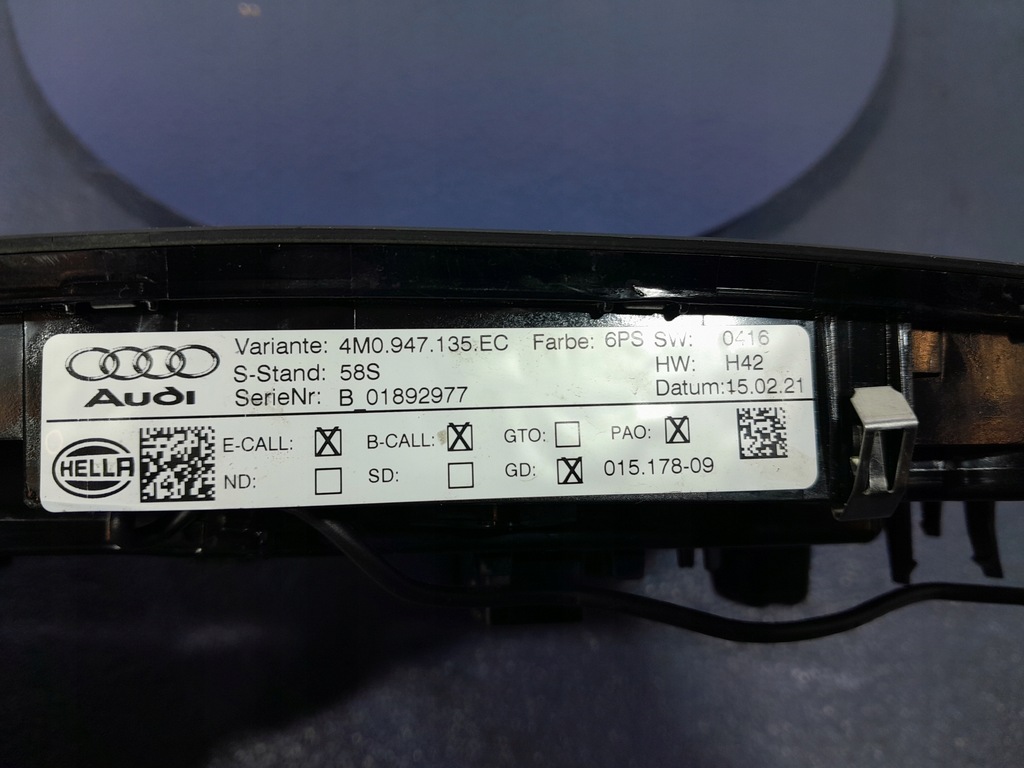 Variante: 4M0.947.135.EC Farbe: 6PS SW: 0416
S-Stand: 58S HW: H42
SerieNr: B_01892977 Datum:15.02.21
Audi
E-CALL: B-CALL: GTO: PAO:
ND: SD: GD: 015.178-09
HELLA